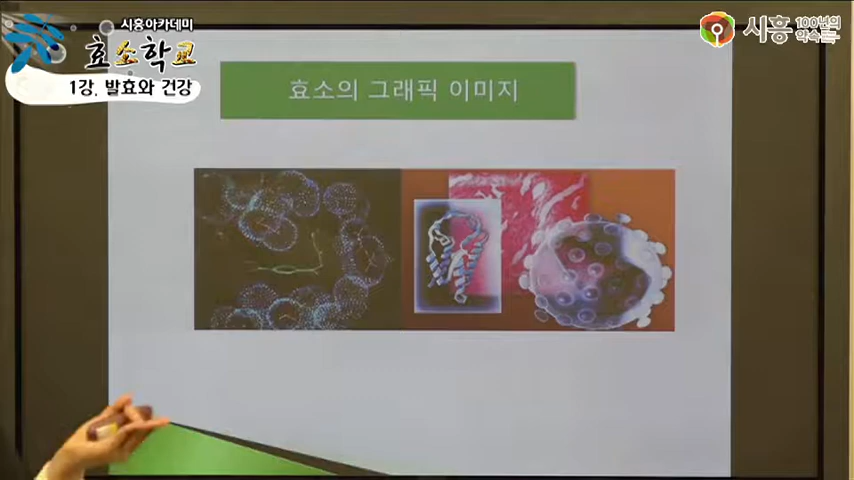 시흥아카데미
효소학교
1강. 발효와 건강
시흥 100년의
약속
효소의 그래픽 이미지